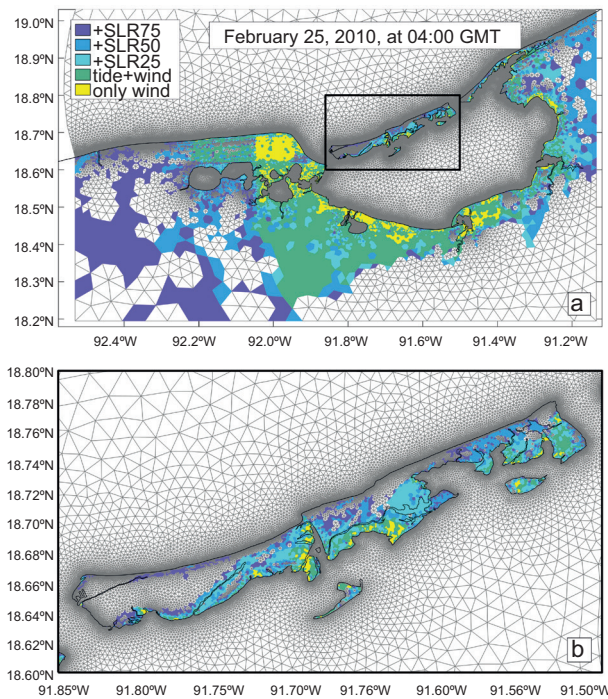 19.0ºN
+SLR75
+SLR50
+SLR25
tide+wind
only wind
February 25, 2010, at 04:00 GMT
18.9ºN
18.8ºN
18.7ºN
18.6ºN
18.5ºN
18.4ºN
18.3ºN
18.2ºN
a
92.4ºW 92.2ºW 92.0ºW 91.8ºW 91.6ºW 91.4ºW 91.2ºW
18.80ºN
18.78ºN
18.76ºN
18.74ºN
18.72ºN
18.70ºN
18.68ºN
18.66ºN
18.64ºN
18.62ºN
18.60ºN
b
91.85ºW 91.80ºW 91.75ºW 91.70ºW 91.76ºW 91.60ºW 91.56ºW 91.50ºW